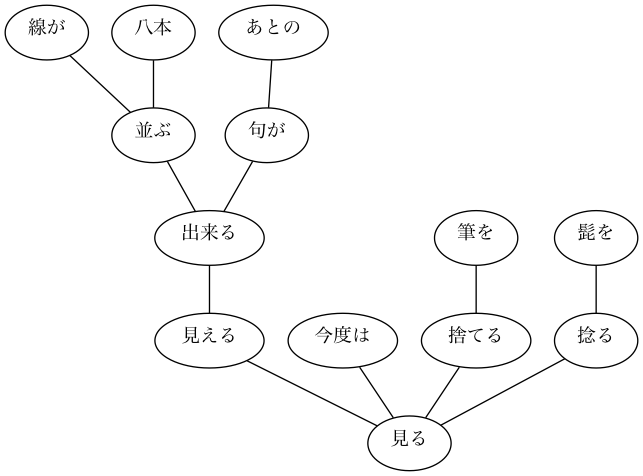 線が 八本 あとの
並ぶ 句が
出来る 筆を 髭を
見える 今度は 捨てる 捻る
見る